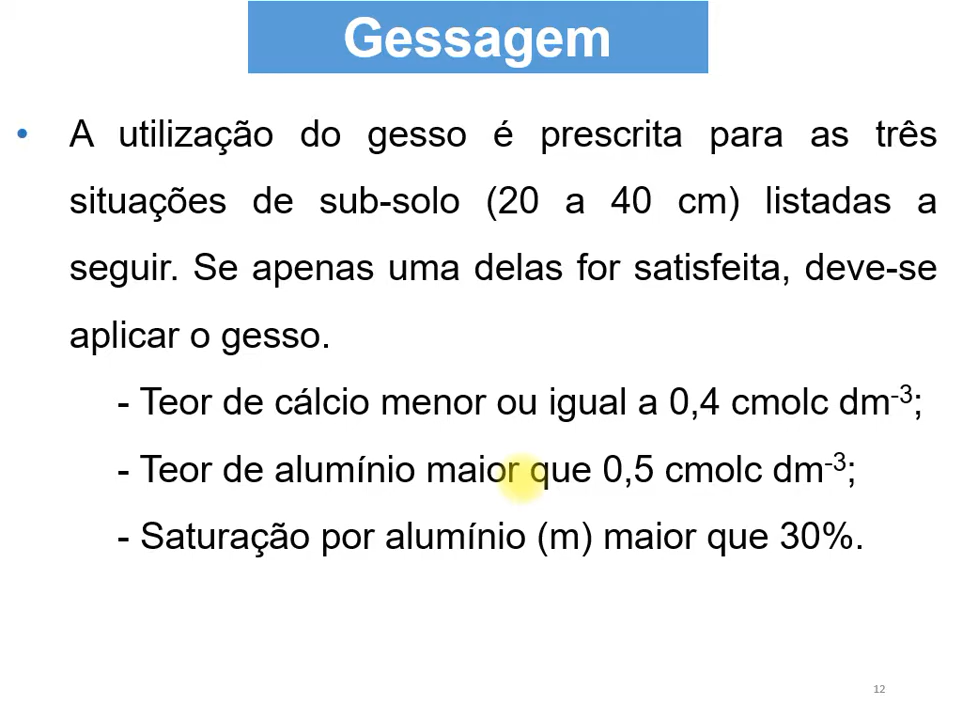 Gessagem
• A utilização do gesso é prescrita para as três
situações de sub-solo (20 a 40 cm) listadas a
seguir. Se apenas uma delas for satisfeita, deve-se
aplicar o gesso.
- Teor de cálcio menor ou igual a 0,4 cmolc dm⁻³;
- Teor de alumínio maior que 0,5 cmolc dm⁻³;
- Saturação por alumínio (m) maior que 30%.
12